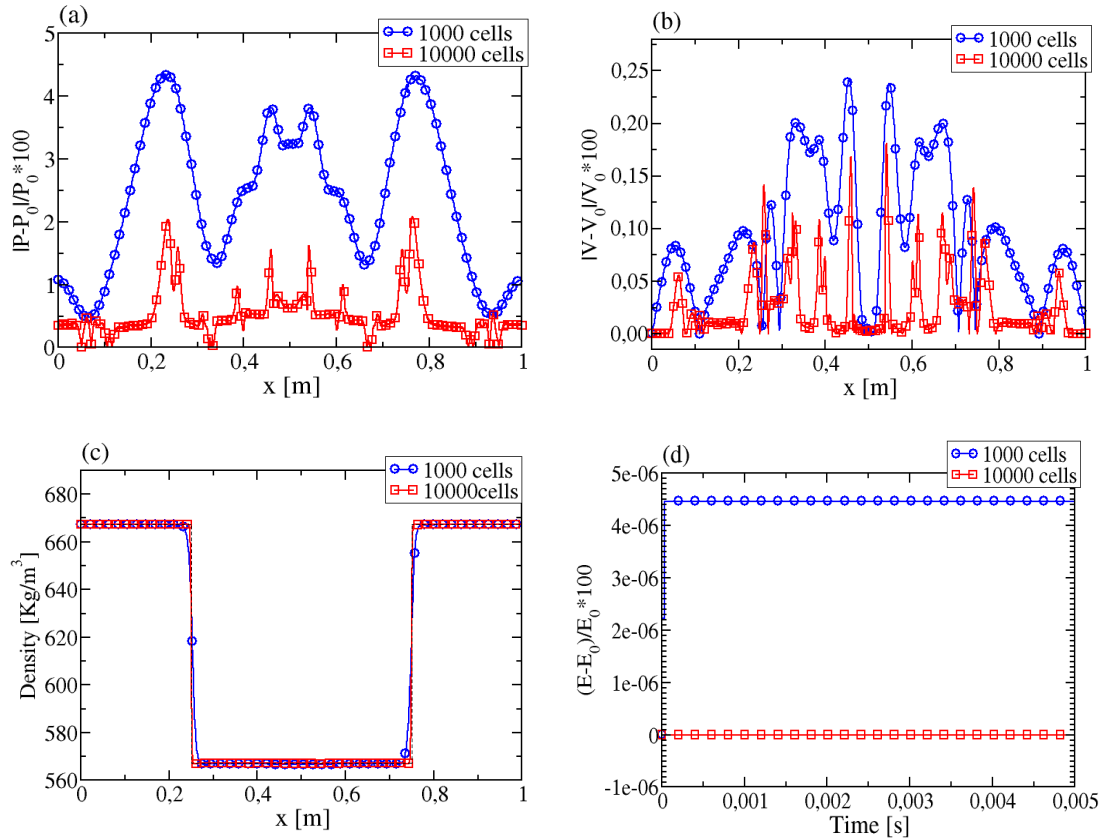 (a)
1000 cells
10000 cells
|P-P0|/P0*100
5
4
3
2
1
0
0 0,2 0,4 0,6 0,8 1
x [m]
(b)
1000 cells
10000 cells
|V-V0|/V0*100
0.25
0.20
0.15
0.10
0.05
0.00
0 0,2 0,4 0,6 0,8 1
x [m]
(c)
1000 cells
10000cells
Density [Kg/m3]
680
660
640
620
600
580
560
0 0,2 0,4 0,6 0,8 1
x [m]
(d)
1000 cells
10000 cells
(E-E0)/E0*100
5e-06
4e-06
3e-06
2e-06
1e-06
0
-1e-06
0 0,001 0,002 0,003 0,004 0,005
Time [s]